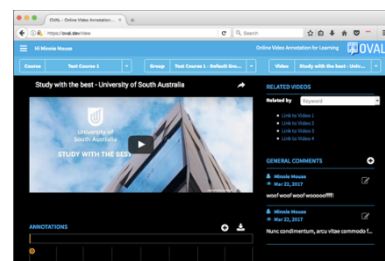 OVAL - Online Video Annotation...
https://oval.dev/view
Search
Hi Minnie Mouse
Online Video Annotation for Learning
OVAL
Course
Test Course 1
Group
Test Course 1 - Default Gro...
Video
Study with the best - Univ...
Study with the best - University of South Australia
University of
South Australia
STUDY WITH THE BEST
ANNOTATIONS
RELATED VIDEOS
Related by
Keyword
Link to Video 1
Link to Video 2
Link to Video 3
Link to Video 4
GENERAL COMMENTS
Minnie Mouse
Mar 22, 2017
woof woof woof woooooffff!
Minnie Mouse
Mar 22, 2017
Nunc condimentum, arcu vitae commodo f...